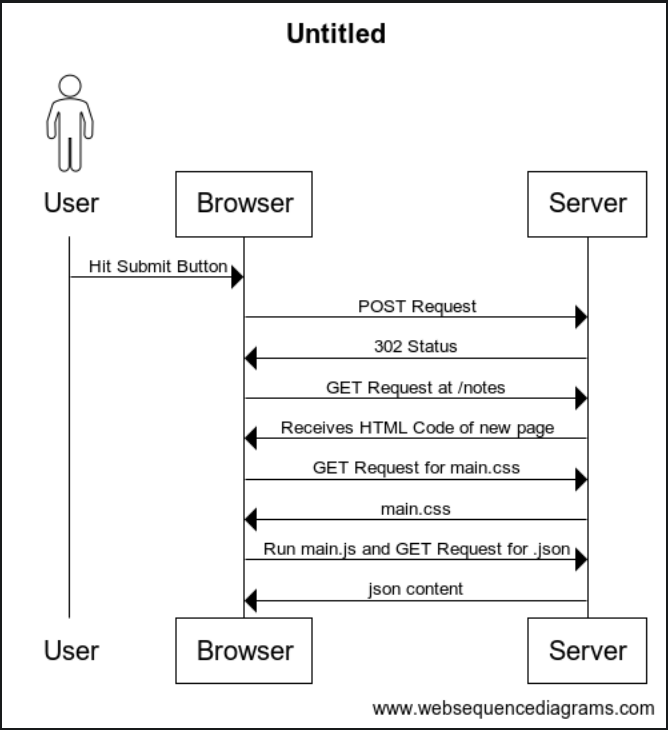 Untitled
User
Browser
Server
Hit Submit Button
POST Request
302 Status
GET Request at /notes
Receives HTML Code of new page
GET Request for main.css
main.css
Run main.js and GET Request for .json
json content
User
Browser
Server
www.websequencediagrams.com